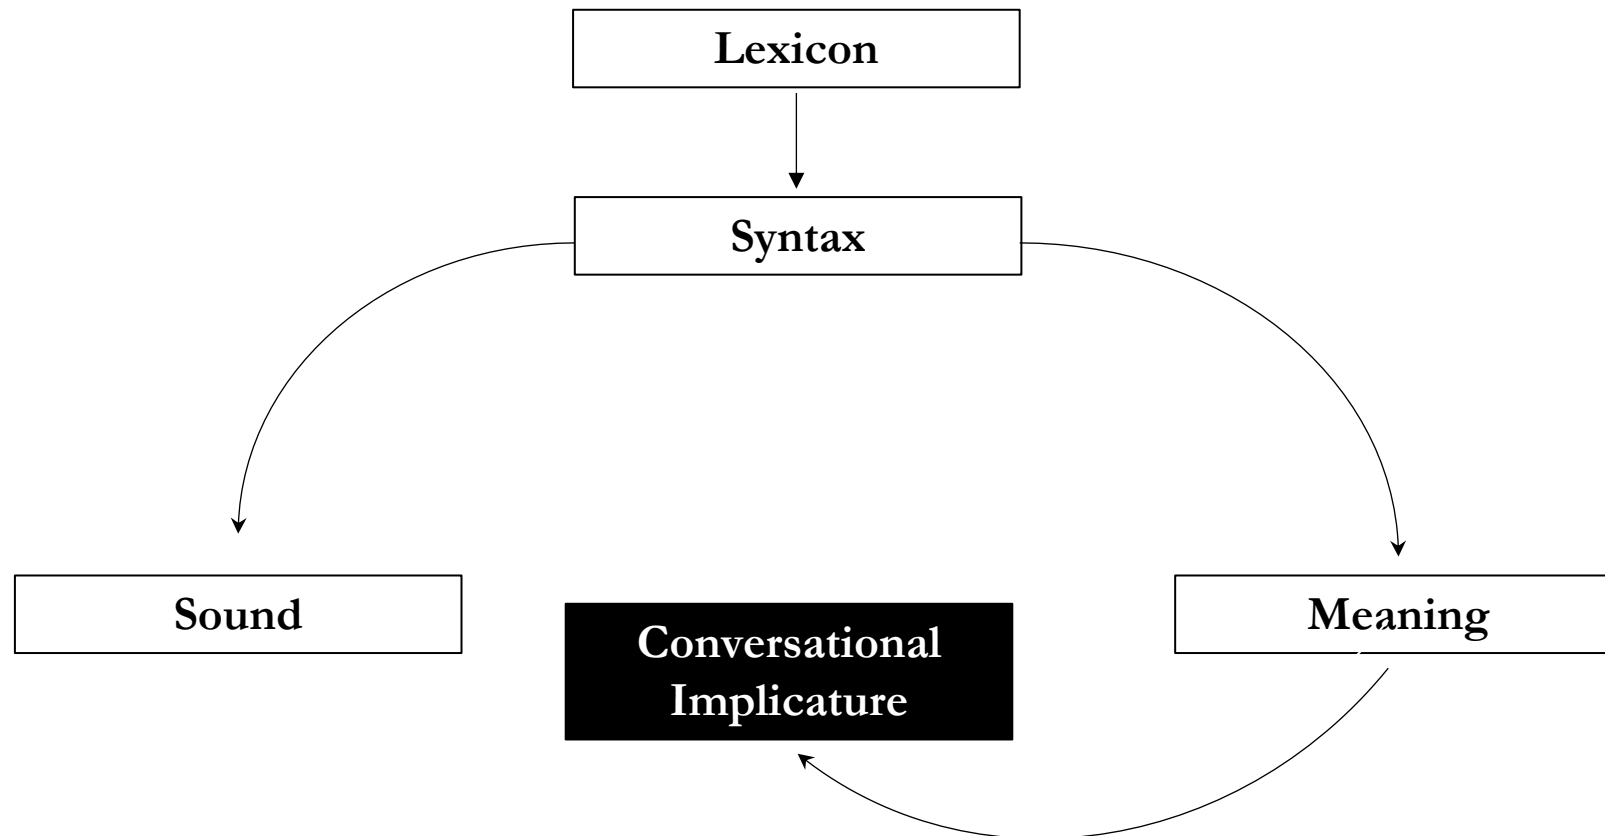 Lexicon
Syntax
Sound
Conversational
Implicature
Meaning